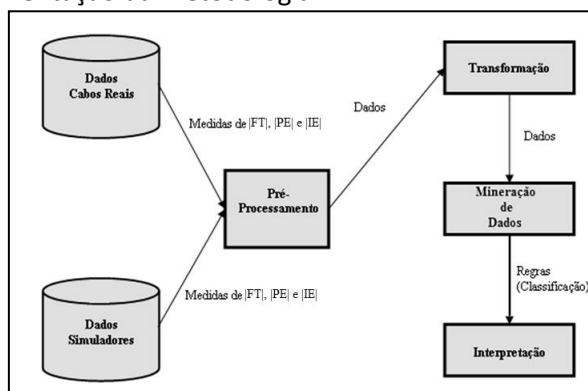 Dados
Cabos Reais
Medidas de |FT|, |PE| e |IE|
Pré-
Processamento
Medidas de |FT|, |PE| e |IE|
Dados
Simuladores
Dados
Transformação
Dados
Mineração
de
Dados
Regras
(Classificação)
Interpretação